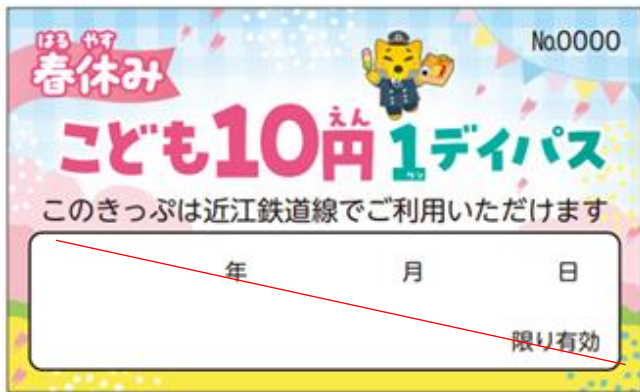 No.0000
はる やす
春休み
えん
こども10円1デイパス
ワン
このきっぷは近江鉄道線でご利用いただけます
年 月 日
限り有効